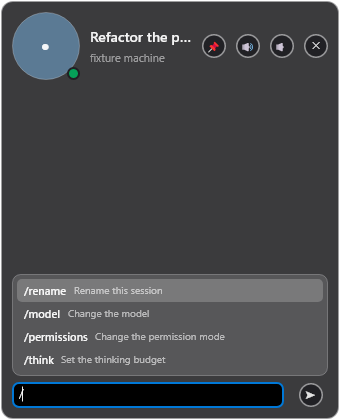 Refactor the p...
fixture machine
/rename Rename this session
/model Change the model
/permissions Change the permission mode
/think Set the thinking budget
/